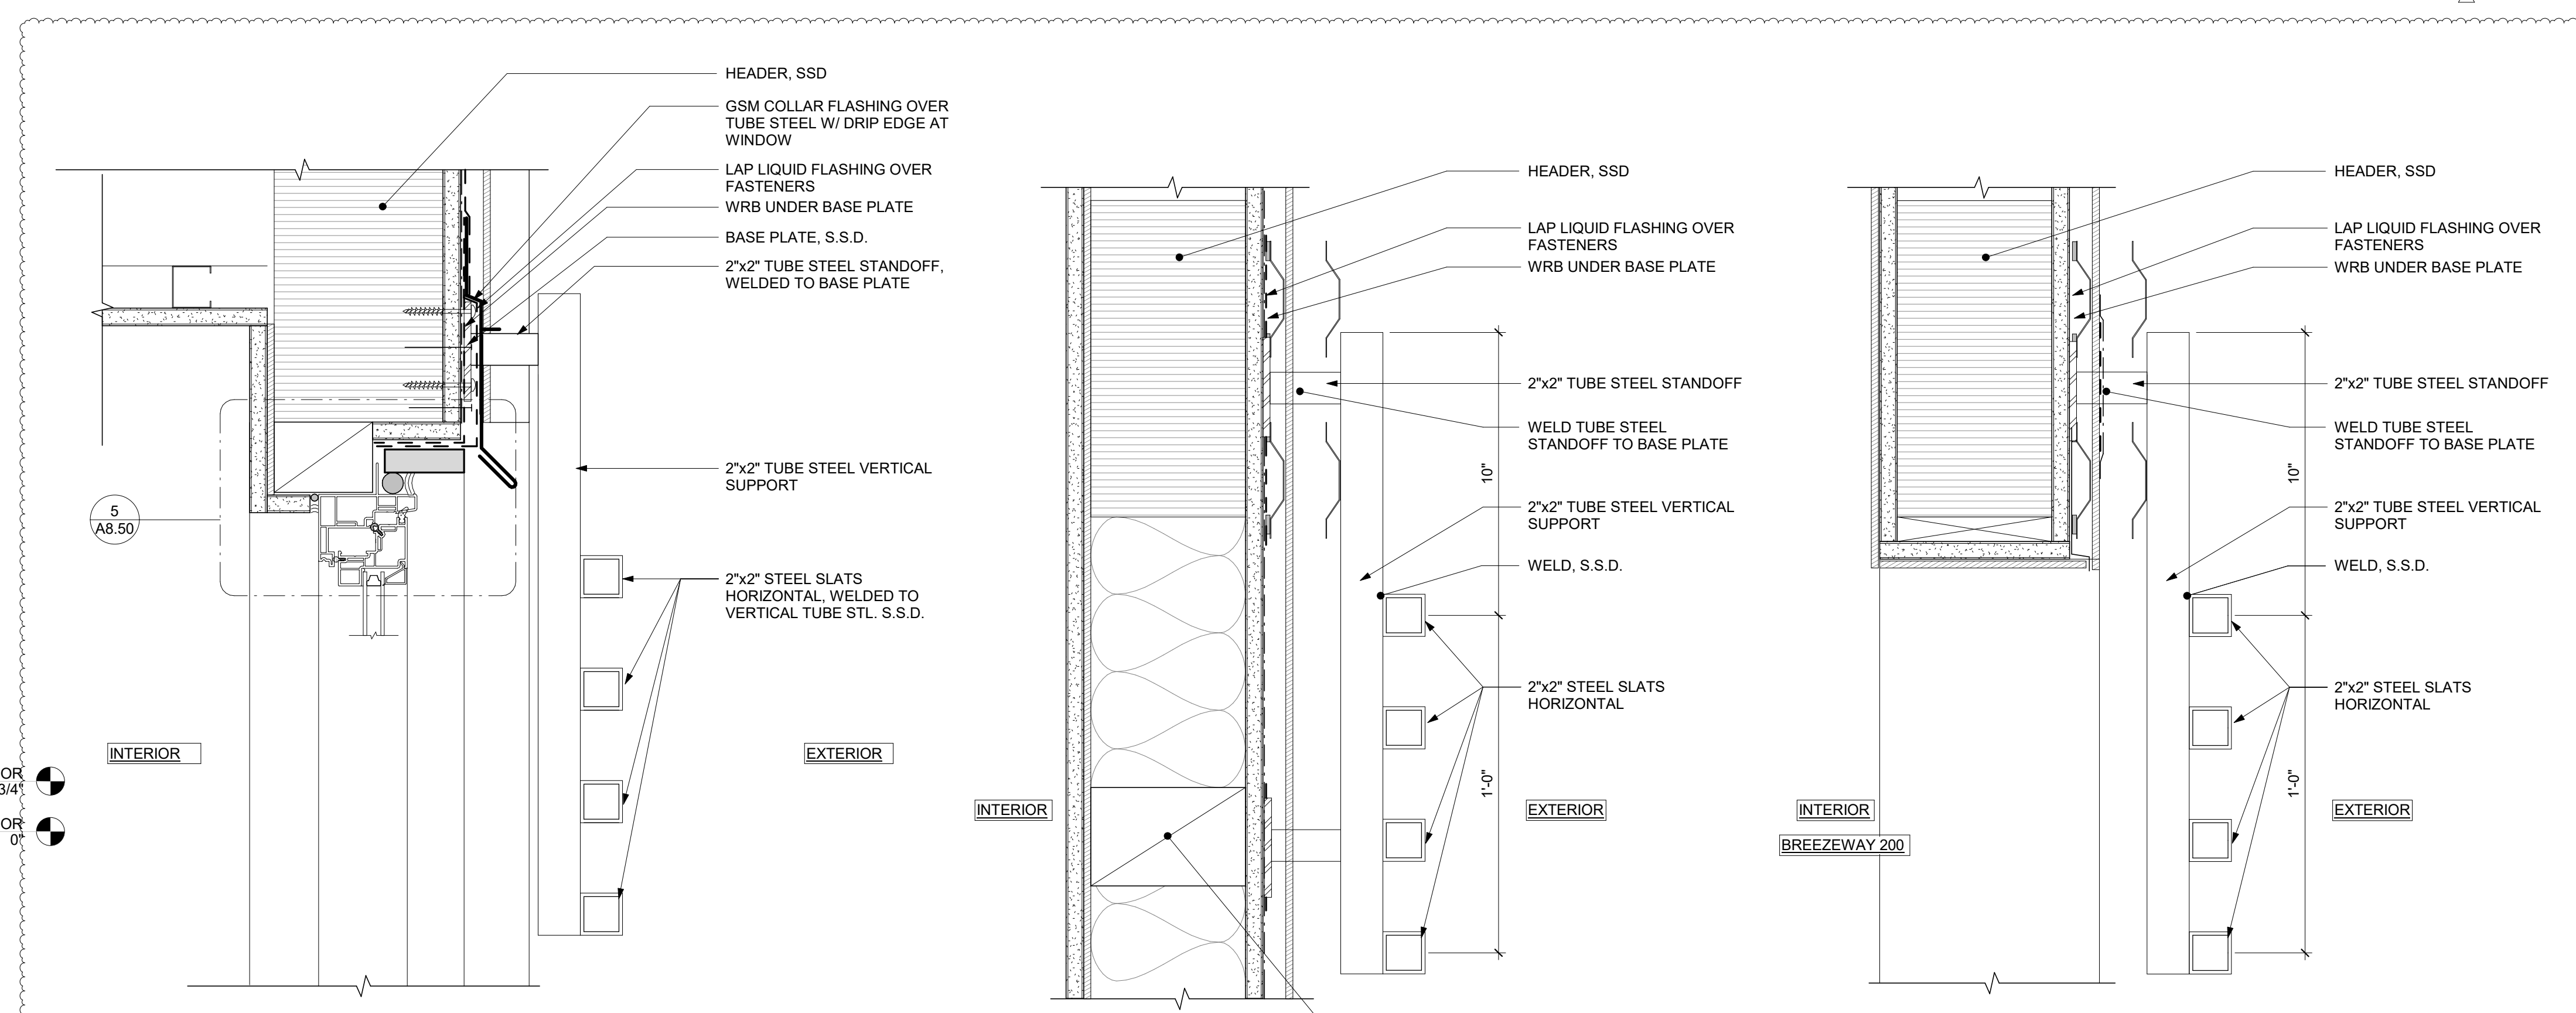 HEADER, SSD
GSM COLLAR FLASHING OVER
TUBE STEEL W/ DRIP EDGE AT
WINDOW
LAP LIQUID FLASHING OVER
FASTENERS
WRB UNDER BASE PLATE
BASE PLATE, S.S.D.
2"x2" TUBE STEEL STANDOFF,
WELDED TO BASE PLATE
2"x2" TUBE STEEL VERTICAL
SUPPORT
5
A8.50
2"x2" STEEL SLATS
HORIZONTAL, WELDED TO
VERTICAL TUBE STL. S.S.D.
INTERIOR
EXTERIOR
OR
3/4"
OR
0"
HEADER, SSD
LAP LIQUID FLASHING OVER
FASTENERS
WRB UNDER BASE PLATE
2"x2" TUBE STEEL STANDOFF
WELD TUBE STEEL
STANDOFF TO BASE PLATE
10"
2"x2" TUBE STEEL VERTICAL
SUPPORT
WELD, S.S.D.
2"x2" STEEL SLATS
HORIZONTAL
1'-0"
INTERIOR
EXTERIOR
HEADER, SSD
LAP LIQUID FLASHING OVER
FASTENERS
WRB UNDER BASE PLATE
2"x2" TUBE STEEL STANDOFF
WELD TUBE STEEL
STANDOFF TO BASE PLATE
10"
2"x2" TUBE STEEL VERTICAL
SUPPORT
WELD, S.S.D.
2"x2" STEEL SLATS
HORIZONTAL
1'-0"
INTERIOR
EXTERIOR
BREEZEWAY 200